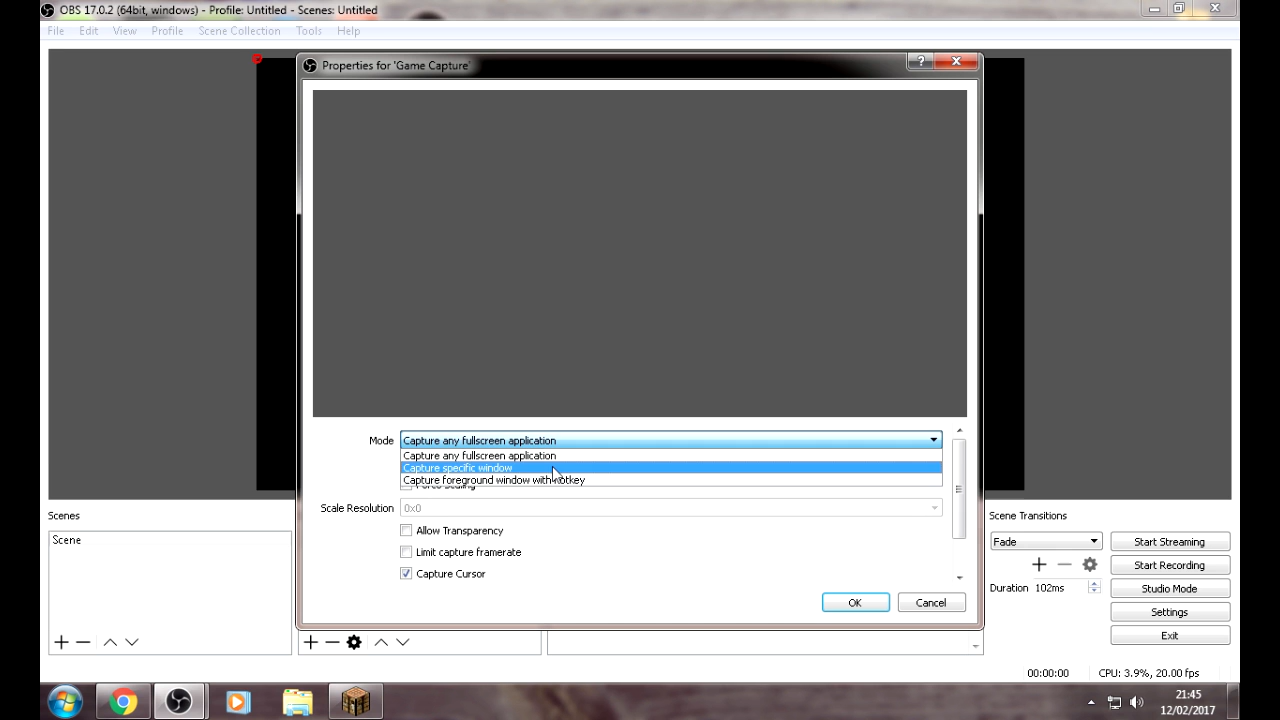 OBS 17.0.2 (64bit, windows) - Profile: Untitled - Scenes: Untitled
File Edit View Profile Scene Collection Tools Help
Properties for 'Game Capture'
?
Mode Capture any fullscreen application
Capture any fullscreen application
Capture specific window
Capture foreground window with hotkey
Scale Resolution 0x0
Allow Transparency
Limit capture framerate
Capture Cursor
OK Cancel
Scenes
Scene
Scene Transitions
Fade
Duration 102ms
Start Streaming
Start Recording
Studio Mode
Settings
Exit
00:00:00 CPU: 3.9%, 20.00 fps
21:45
12/02/2017